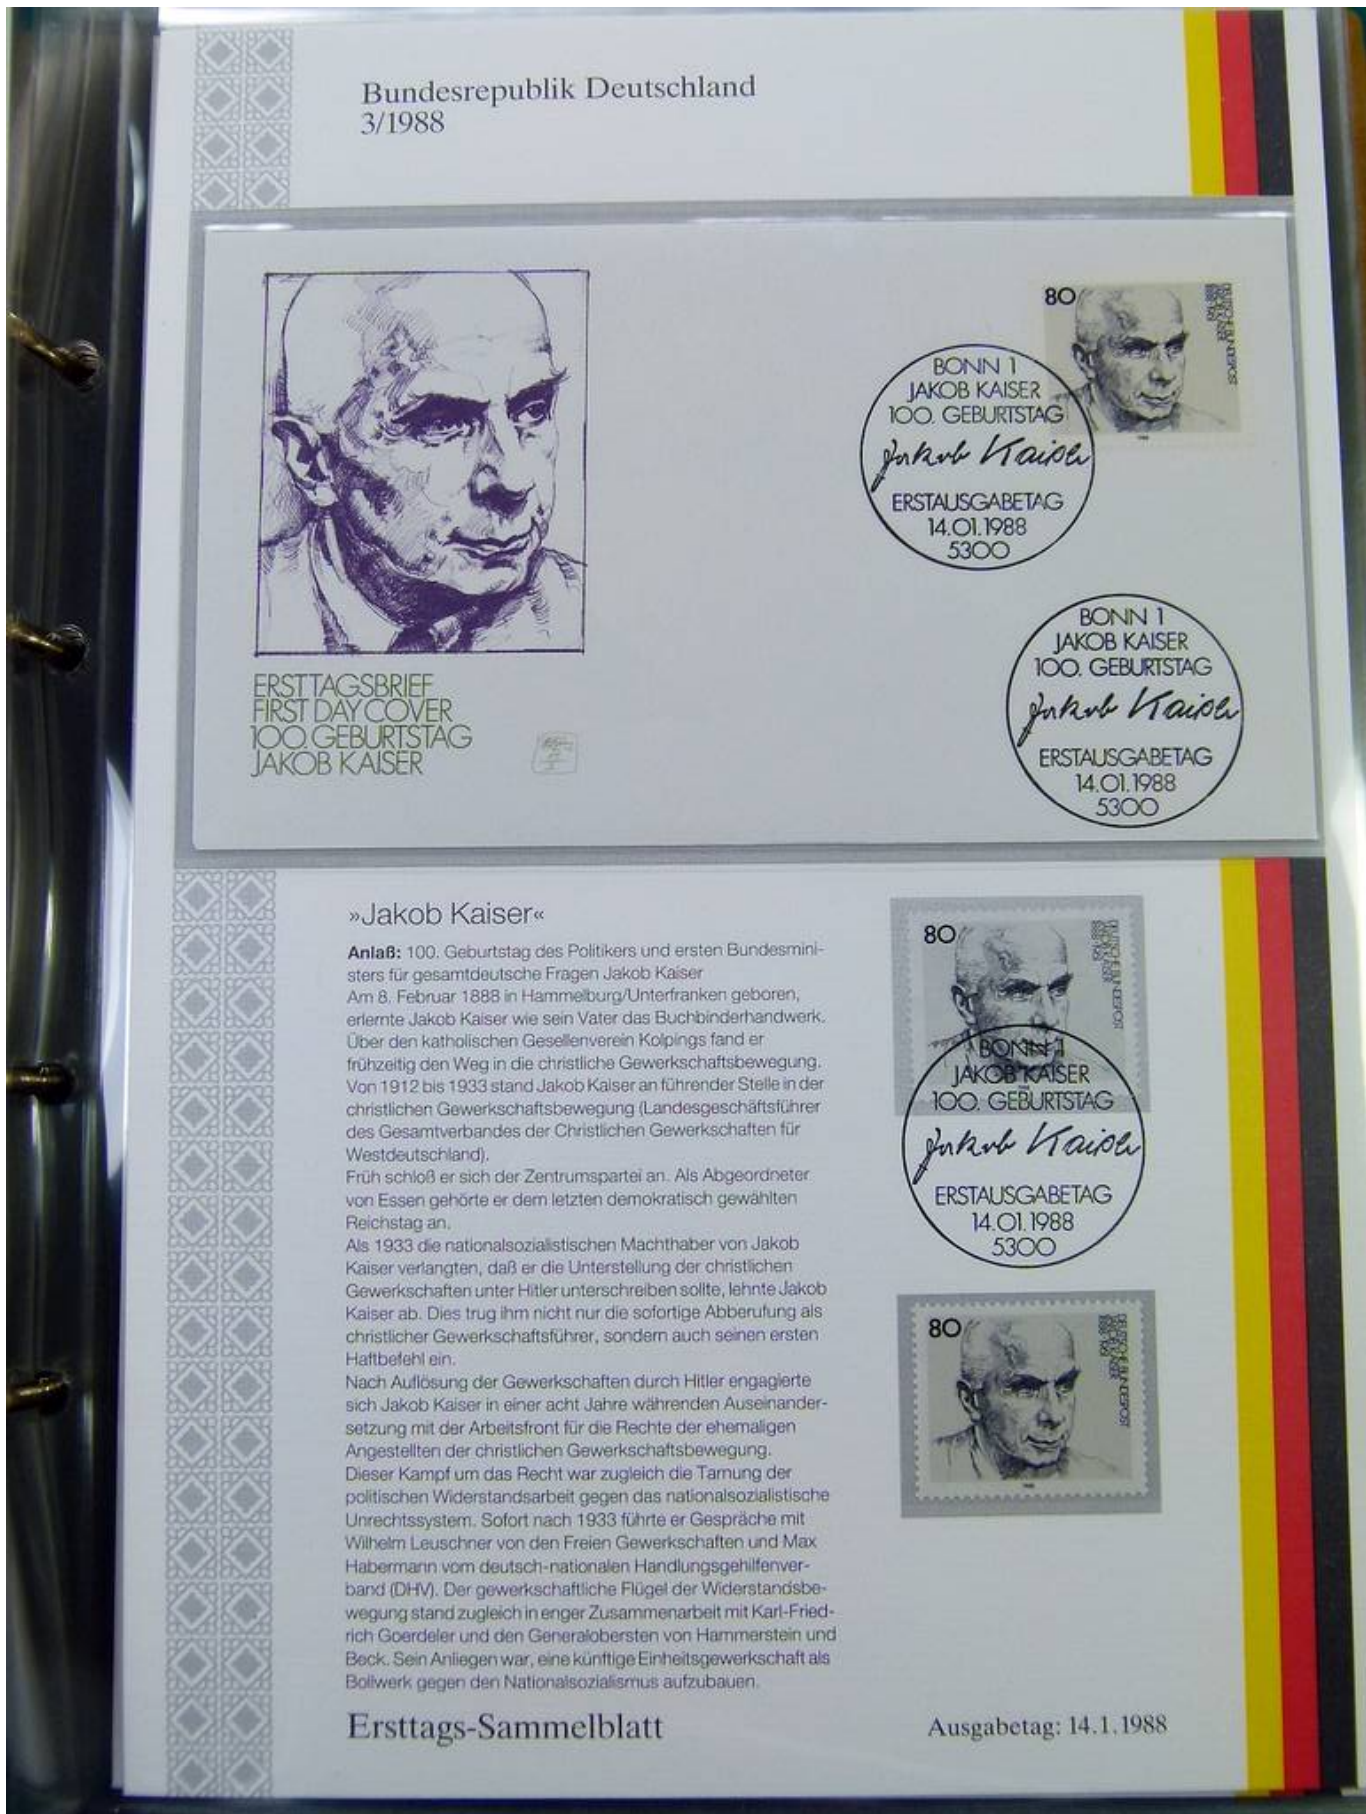 Bundesrepublik Deutschland
3/1988
80
DEUTSCHE BUNDESPOST
BONN 1
JAKOB KAISER
100. GEBURTSTAG
Jakob Kaiser
ERSTAUSGABETAG
14.01.1988
5300
BONN 1
JAKOB KAISER
100. GEBURTSTAG
Jakob Kaiser
ERSTAUSGABETAG
14.01.1988
5300
ERSTTAGSBRIEF
FIRST DAY COVER
100. GEBURTSTAG
JAKOB KAISER
»Jakob Kaiser«
Anlaß: 100. Geburtstag des Politikers und ersten Bundesmini-
sters für gesamtdeutsche Fragen Jakob Kaiser
Am 8. Februar 1888 in Hammelburg/Unterfranken geboren,
erlernte Jakob Kaiser wie sein Vater das Buchbinderhandwerk.
Über den katholischen Gesellenverein Kolpings fand er
frühzeitig den Weg in die christliche Gewerkschaftsbewegung.
Von 1912 bis 1933 stand Jakob Kaiser an führender Stelle in der
christlichen Gewerkschaftsbewegung (Landesgeschäftsführer
des Gesamtverbandes der Christlichen Gewerkschaften für
Westdeutschland).
Früh schloß er sich der Zentrumspartei an. Als Abgeordneter
von Essen gehörte er dem letzten demokratisch gewählten
Reichstag an.
Als 1933 die nationalsozialistischen Machthaber von Jakob
Kaiser verlangten, daß er die Unterstellung der christlichen
Gewerkschaften unter Hitler unterschreiben sollte, lehnte Jakob
Kaiser ab. Dies trug ihm nicht nur die sofortige Abberufung als
christlicher Gewerkschaftsführer, sondern auch seinen ersten
Haftbefehl ein.
Nach Auflösung der Gewerkschaften durch Hitler engagierte
sich Jakob Kaiser in einer acht Jahre währenden Auseinander-
setzung mit der Arbeitsfront für die Rechte der ehemaligen
Angestellten der christlichen Gewerkschaftsbewegung.
Dieser Kampf um das Recht war zugleich die Tarnung der
politischen Widerstandsarbeit gegen das nationalsozialistische
Unrechtssystem. Sofort nach 1933 führte er Gespräche mit
Wilhelm Leuschner von den Freien Gewerkschaften und Max
Habermann vom deutsch-nationalen Handlungsgehilfenver-
band (DHV). Der gewerkschaftliche Flügel der Widerstandsbe-
wegung stand zugleich in enger Zusammenarbeit mit Karl-Fried-
rich Goerdeler und den Generalobersten von Hammerstein und
Beck. Sein Anliegen war, eine künftige Einheitsgewerkschaft als
Bollwerk gegen den Nationalsozialismus aufzubauen.
80
DEUTSCHE BUNDESPOST
BONN 1
JAKOB KAISER
100. GEBURTSTAG
Jakob Kaiser
ERSTAUSGABETAG
14.01.1988
5300
80
DEUTSCHE BUNDESPOST
Ersttags-Sammelblatt
Ausgabetag: 14.1.1988